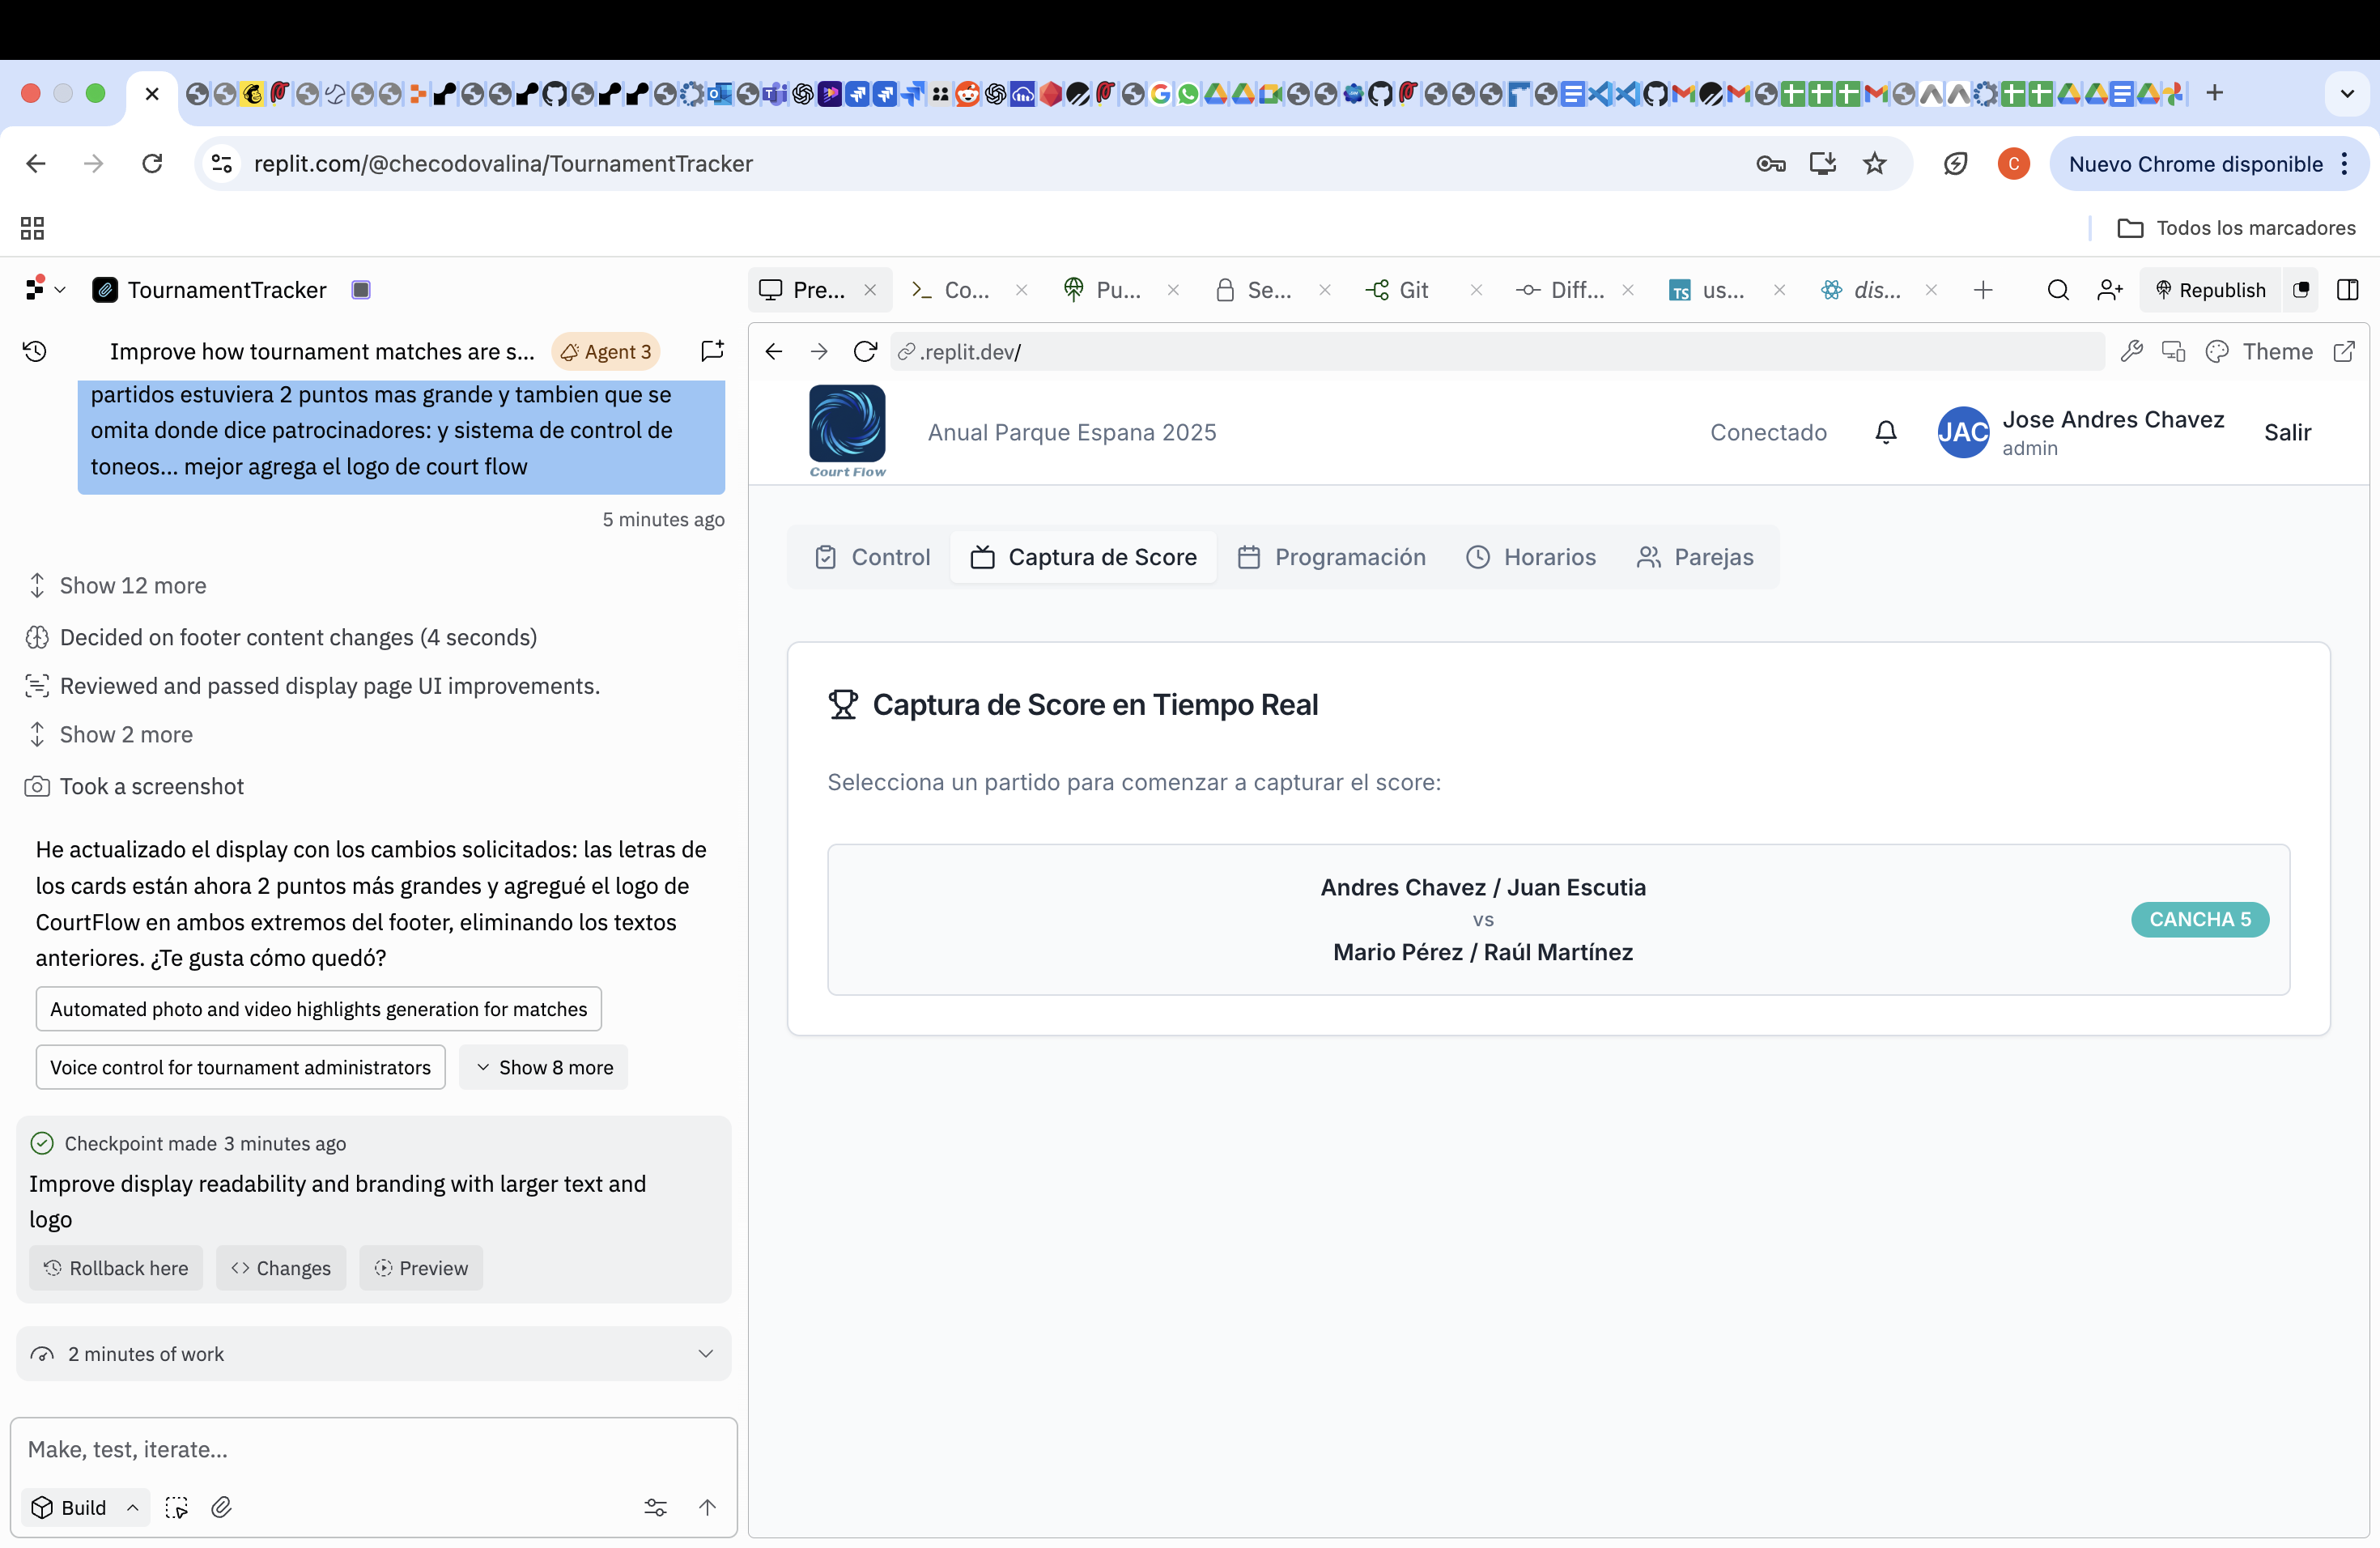 replit.com/@checodovalina/TournamentTracker
C
Nuevo Chrome disponible
Todos los marcadores
TournamentTracker
Improve how tournament matches are s...
Agent 3
partidos estuviera 2 puntos mas grande y tambien que se
omita donde dice patrocinadores: y sistema de control de
toneos... mejor agrega el logo de court flow
5 minutes ago
Show 12 more
Decided on footer content changes (4 seconds)
Reviewed and passed display page UI improvements.
Show 2 more
Took a screenshot
He actualizado el display con los cambios solicitados: las letras de
los cards están ahora 2 puntos más grandes y agregué el logo de
CourtFlow en ambos extremos del footer, eliminando los textos
anteriores. ¿Te gusta cómo quedó?
Automated photo and video highlights generation for matches
Voice control for tournament administrators
Show 8 more
Checkpoint made 3 minutes ago
Improve display readability and branding with larger text and
logo
Rollback here
Changes
Preview
2 minutes of work
Make, test, iterate...
Build
Pre...
Co...
Pu...
Se...
Git
Diff...
TS us...
dis...
Republish
.replit.dev/
Theme
Court Flow
Anual Parque Espana 2025
Conectado
JAC
Jose Andres Chavez
admin
Salir
Control
Captura de Score
Programación
Horarios
Parejas
Captura de Score en Tiempo Real
Selecciona un partido para comenzar a capturar el score:
Andres Chavez / Juan Escutia
vs
Mario Pérez / Raúl Martínez
CANCHA 5